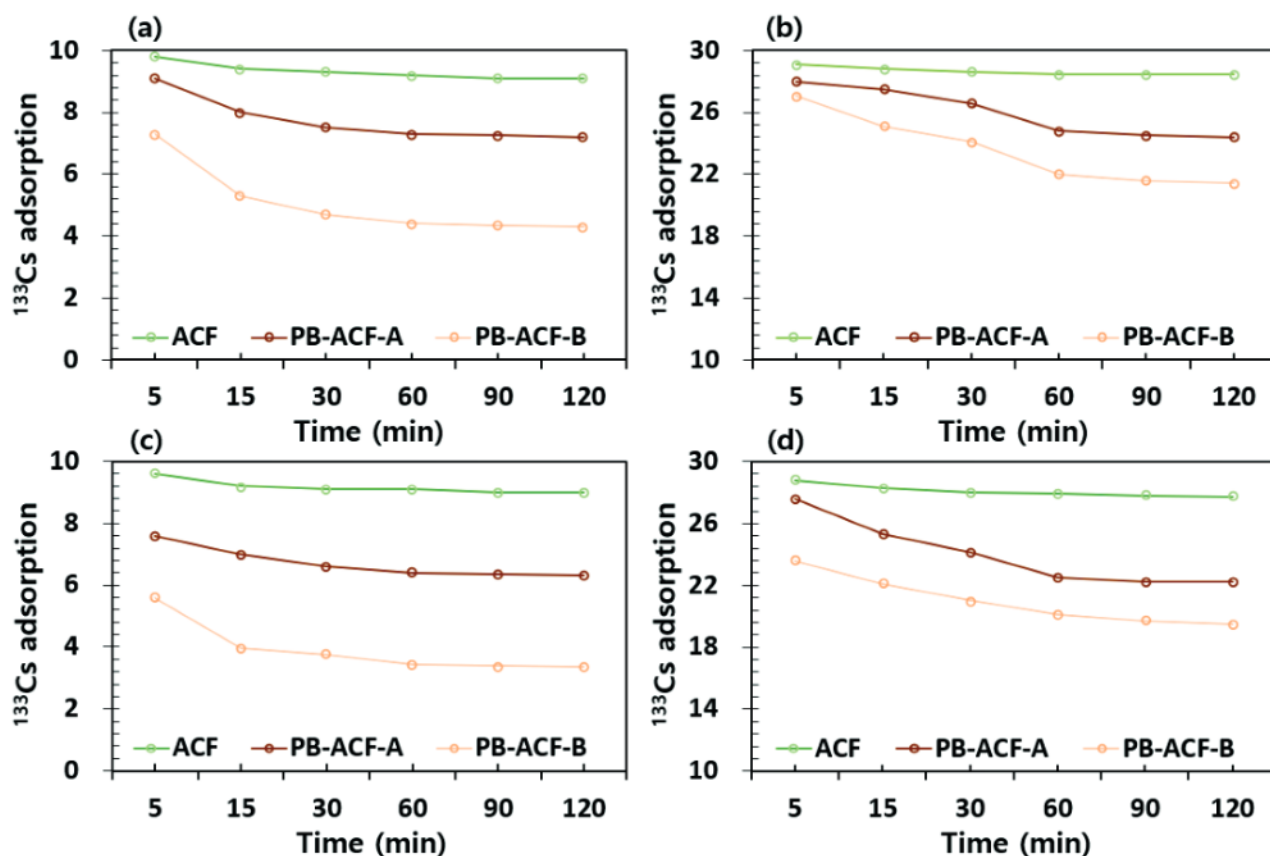 (a)
10
8
6
4
2
0
¹³³Cs adsorption
ACF PB-ACF-A PB-ACF-B
5 15 30 60 90 120
Time (min)
(b)
30
26
22
18
14
10
¹³³Cs adsorption
ACF PB-ACF-A PB-ACF-B
5 15 30 60 90 120
Time (min)
(c)
10
8
6
4
2
0
¹³³Cs adsorption
ACF PB-ACF-A PB-ACF-B
5 15 30 60 90 120
Time (min)
(d)
30
26
22
18
14
10
¹³³Cs adsorption
ACF PB-ACF-A PB-ACF-B
5 15 30 60 90 120
Time (min)